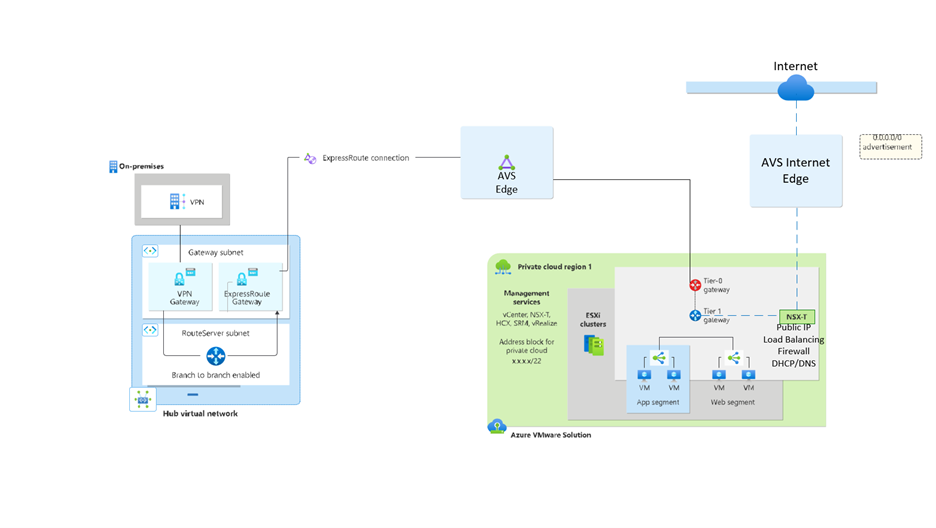 Internet
0.0.0.0/0
advertisement
AVS Internet
Edge
ExpressRoute connection
AVS
Edge
On-premises
VPN
Gateway subnet
VPN
Gateway
ExpressRoute
Gateway
RouteServer subnet
Branch to branch enabled
Hub virtual network
Private cloud region 1
Management
services
vCenter, NSX-T,
HCX, SRM, vRealize
Address block for
private cloud
x.x.x.x/22
ESXi
clusters
Tier-0
gateway
Tier 1
gateway
NSX-T
Public IP
Load Balancing
Firewall
DHCP/DNS
VM
VM
VM
VM
App segment
Web segment
Azure VMware Solution